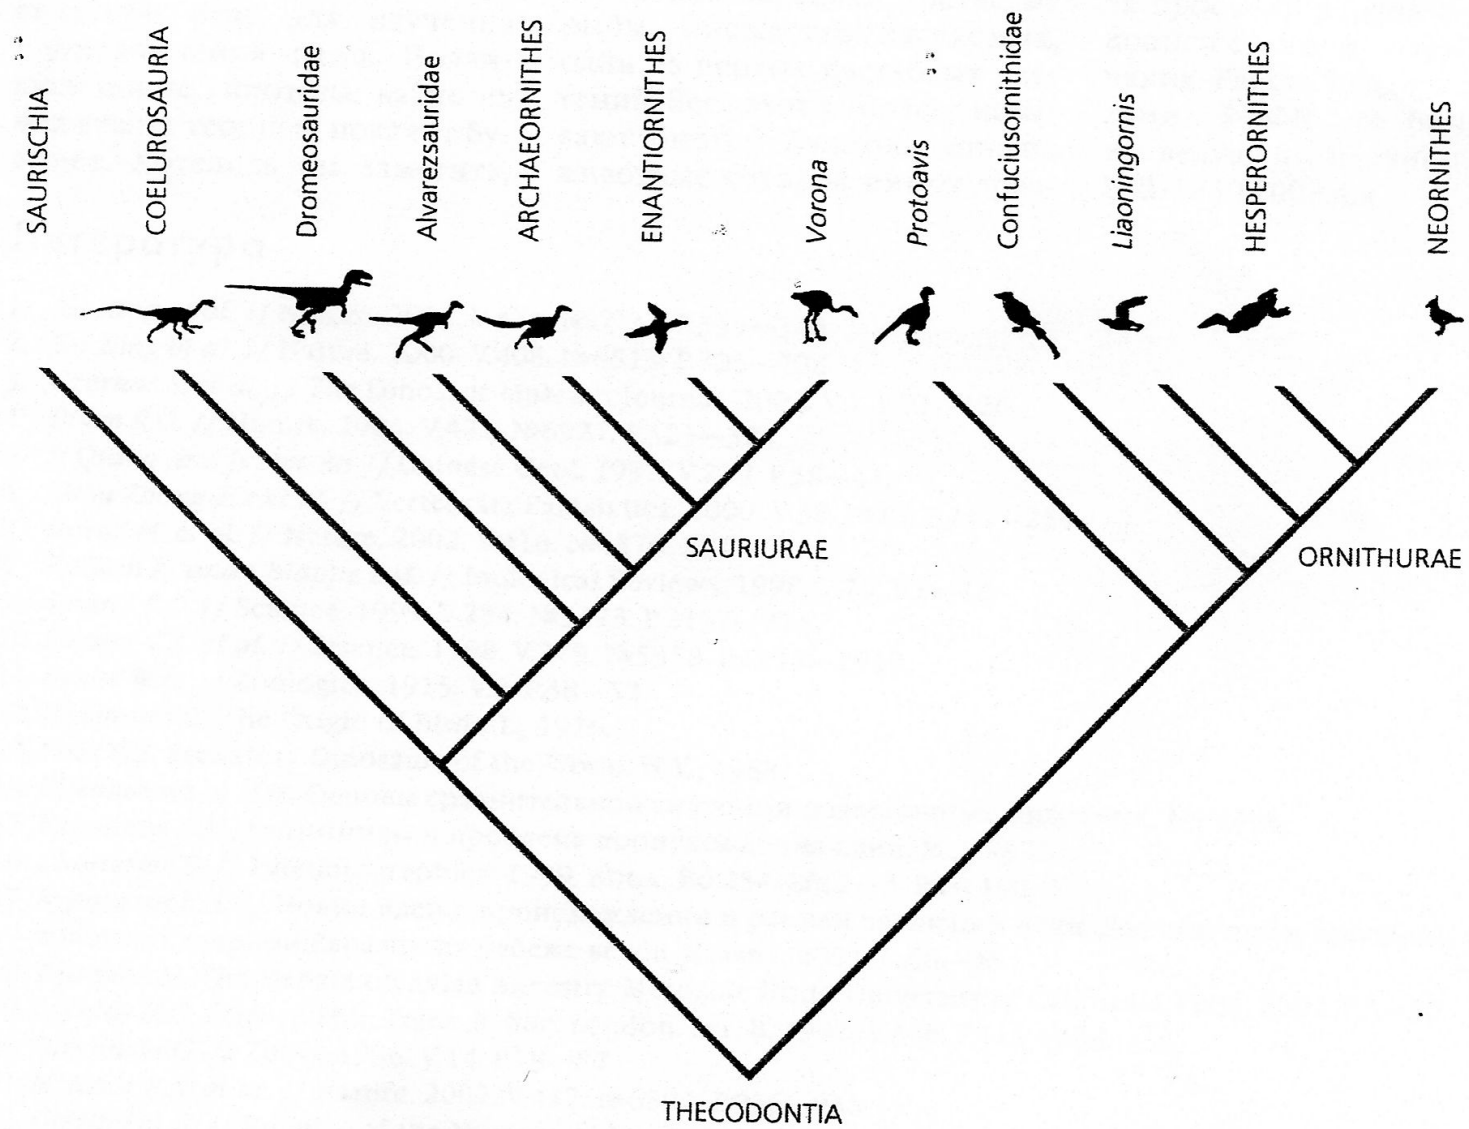 SAURISCHIA
COELUROSAURIA
Dromeosauridae
Alvarezsauridae
ARCHAEORNITHES
ENANTIORNITHES
Vorona
Protoavis
Confuciusornithidae
Liaoningornis
HESPERORNITHES
NEORNITHES
SAURIURAE
ORNITHURAE
THECODONTIA